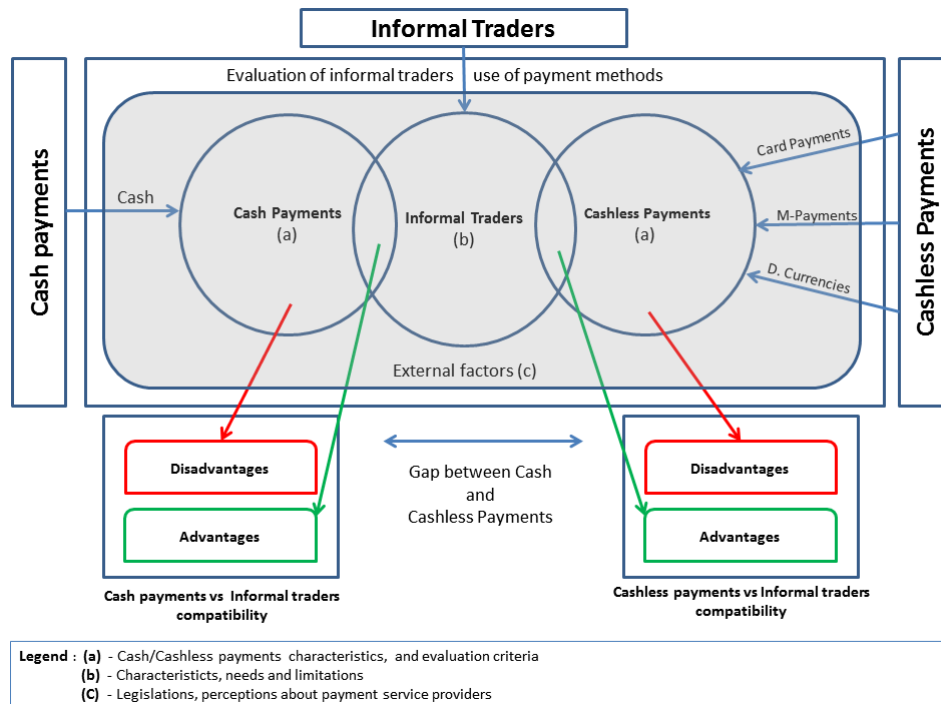 Informal Traders
Evaluation of informal traders use of payment methods
Cash payments
Cashless Payments
Cash
Cash Payments
(a)
Informal Traders
(b)
Cashless Payments
(a)
Card Payments
M-Payments
D. Currencies
External factors (c)
Disadvantages
Advantages
Cash payments vs Informal traders
compatibility
Gap between Cash
and
Cashless Payments
Disadvantages
Advantages
Cashless payments vs Informal traders
compatibility
Legend : (a) - Cash/Cashless payments characteristics, and evaluation criteria
(b) - Characteristicts, needs and limitations
(C) - Legislations, perceptions about payment service providers